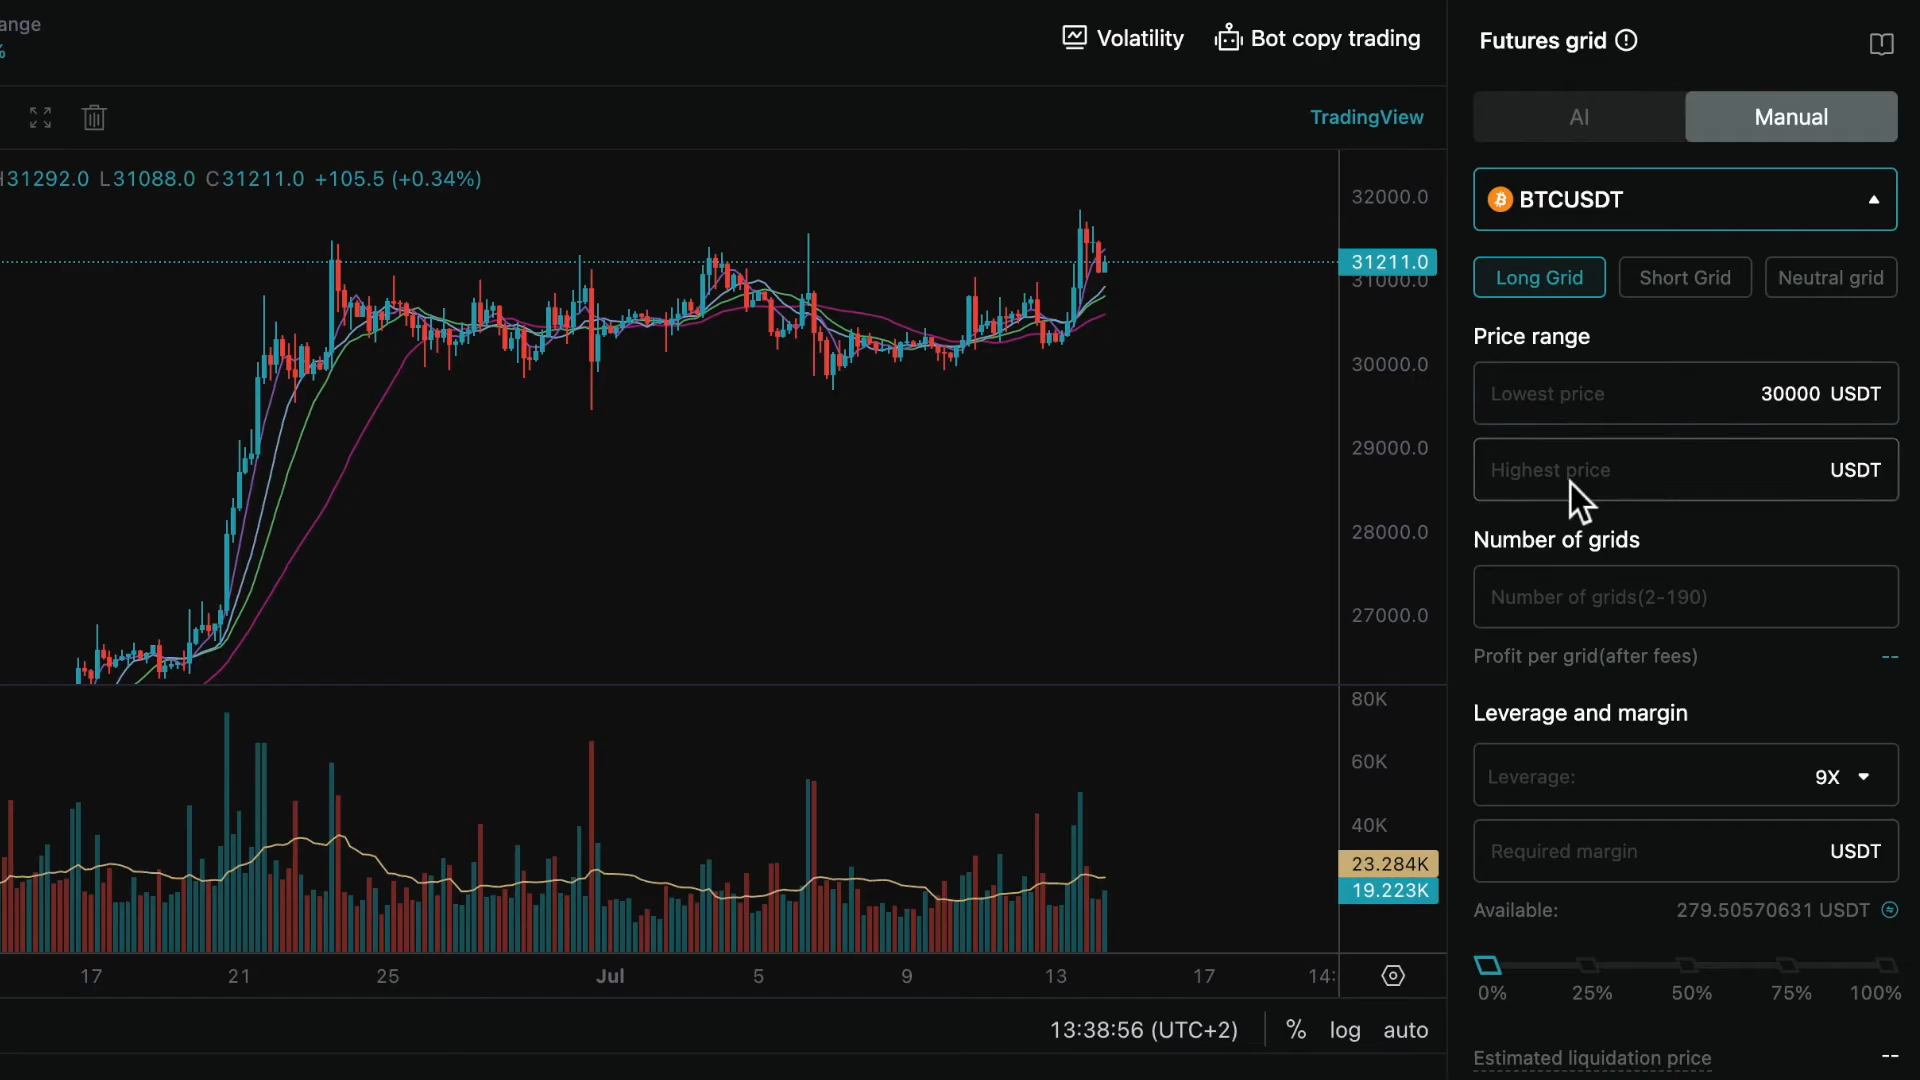 ange
%
Volatility
Bot copy trading
TradingView
H31292.0 L31088.0 C31211.0 +105.5 (+0.34%)
32000.0
31211.0
31000.0
30000.0
29000.0
28000.0
27000.0
80K
60K
40K
23.284K
19.223K
17 21 25 Jul 5 9 13 17 14:
13:38:56 (UTC+2) % log auto
Futures grid
AI Manual
BTCUSDT
Long Grid Short Grid Neutral grid
Price range
Lowest price 30000 USDT
Highest price USDT
Number of grids
Number of grids(2-190)
Profit per grid(after fees) --
Leverage and margin
Leverage: 9X
Required margin USDT
Available: 279.50570631 USDT
0% 25% 50% 75% 100%
Estimated liquidation price --